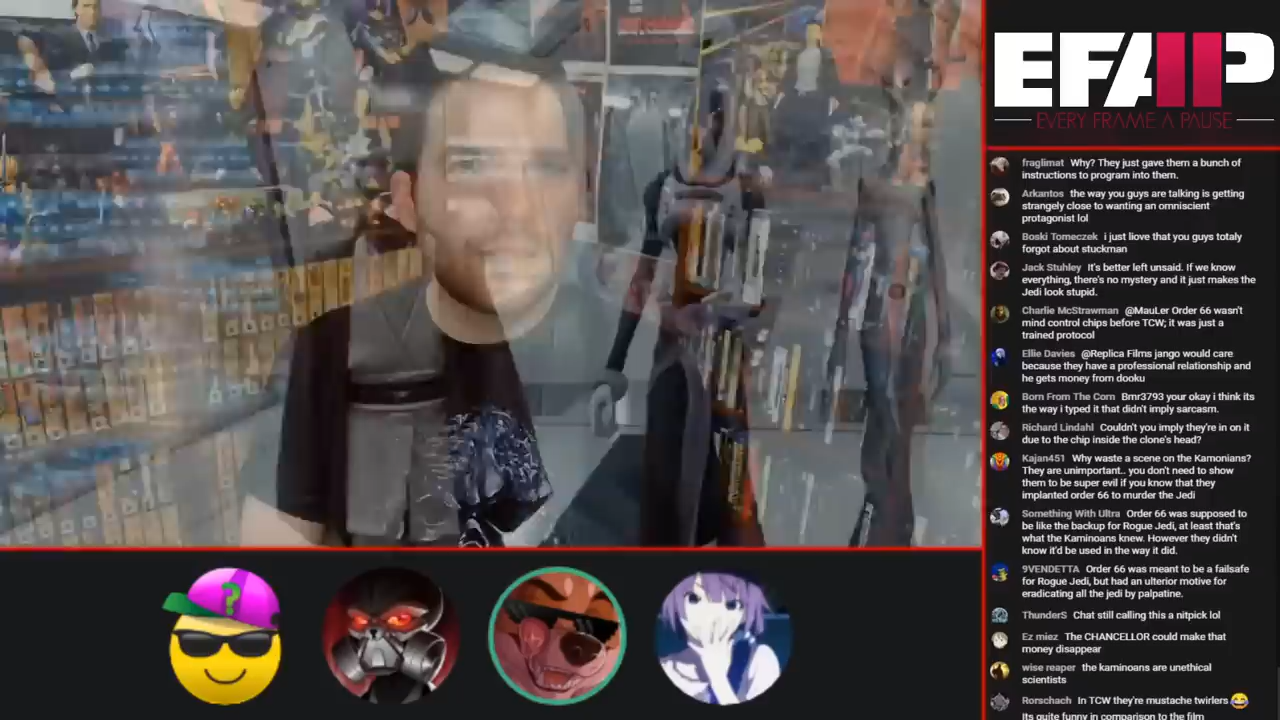 EFAP
EVERY FRAME A PAUSE
fraglimat Why? They just gave them a bunch of
instructions to program into them.
Arkantos the way you guys are talking is getting
strangely close to wanting an omniscient
protagonist lol
Boski Tomeczek i just liove that you guys totaly
forgot about stuckman
Jack Stuhley It's better left unsaid. If we know
everything, there's no mystery and it just makes the
Jedi look stupid.
Charlie McStrawman @MauLer Order 66 wasn't
mind control chips before TCW; it was just a
trained protocol
Ellie Davies @Replica Films jango would care
because they have a professional relationship and
he gets money from dooku
Born From The Corn Bmr3793 your okay i think its
the way i typed it that didn't imply sarcasm.
Richard Lindahl Couldn't you imply they're in on it
due to the chip inside the clone's head?
Kajan451 Why waste a scene on the Kamonians?
They are unimportant.. you don't need to show
them to be super evil if you know that they
implanted order 66 to murder the Jedi
Something With Ultra Order 66 was supposed to
be like the backup for Rogue Jedi, at least that's
what the Kaminoans knew. However they didn't
know it'd be used in the way it did.
9VENDETTA Order 66 was meant to be a failsafe
for Rogue Jedi, but had an ulterior motive for
eradicating all the jedi by palpatine.
ThunderS Chat still calling this a nitpick lol
Ez miez The CHANCELLOR could make that
money disappear
wise reaper the kaminoans are unethical
scientists
Rorschach In TCW they're mustache twirlers 😂
Its quite funny in comparison to the film
?